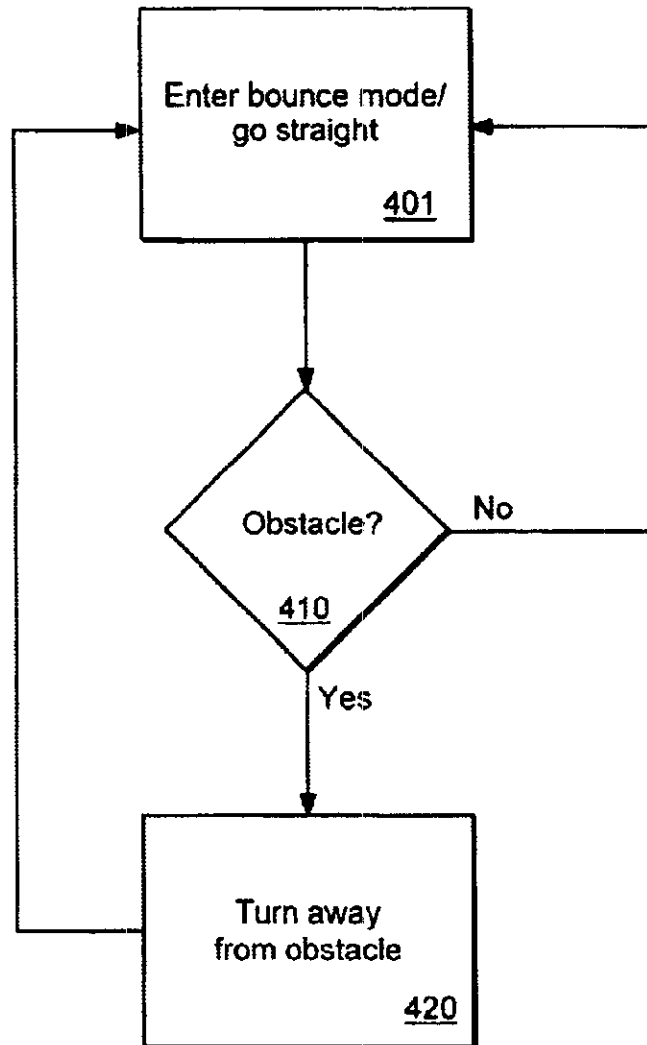 Enter bounce mode/
go straight
401
Obstacle?
No
410
Yes
Turn away
from obstacle
420